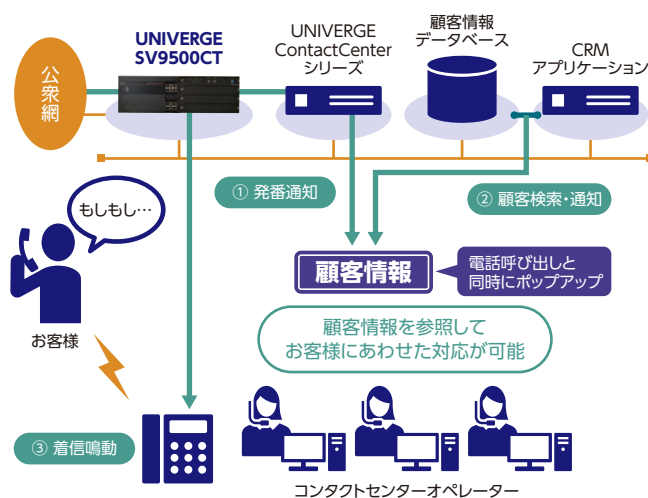 UNIVERGE
SV9500CT
UNIVERGE
ContactCenter
シリーズ
顧客情報
データベース
CRM
アプリケーション
公衆網
① 発番通知
② 顧客検索・通知
もしもし…
お客様
顧客情報
電話呼び出しと
同時にポップアップ
顧客情報を参照して
お客様にあわせた対応が可能
③ 着信鳴動
コンタクトセンターオペレーター